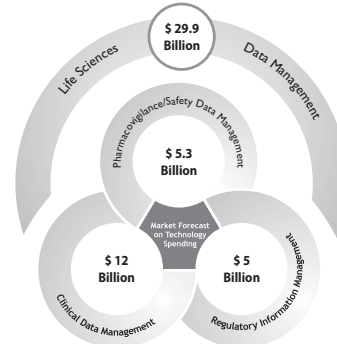 $ 29.9
Billion
Life Sciences
Data Management
Pharmacovigilance/Safety Data Management
$ 5.3
Billion
Market Forecast
on Technology
Spending
$ 12
Billion
$ 5
Billion
Clinical Data Management
Regulatory Information Management